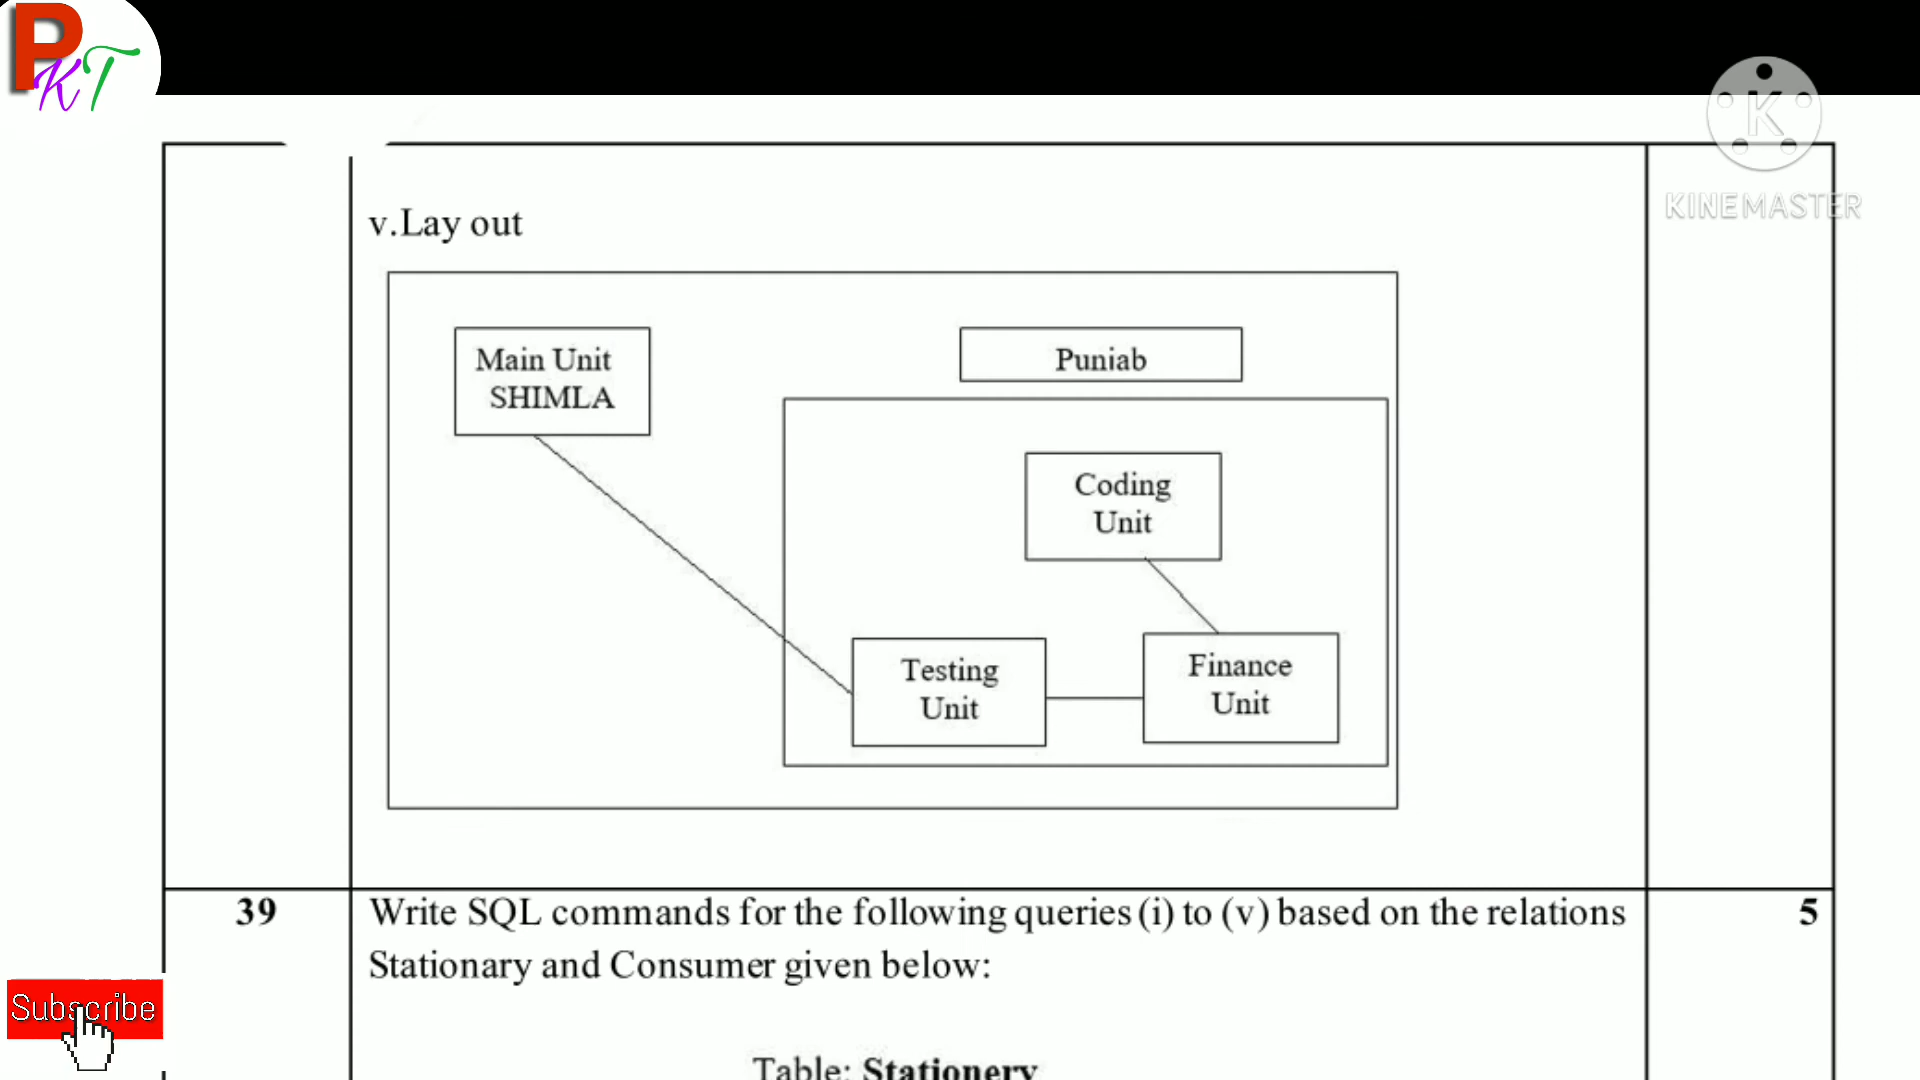 PKT
K
KINEMASTER
v.Lay out
Main Unit
SHIMLA
Puniab
Coding
Unit
Testing
Unit
Finance
Unit
39
Write SQL commands for the following queries (i) to (v) based on the relations
5
Stationary and Consumer given below:
Subscribe
Table: Stationery